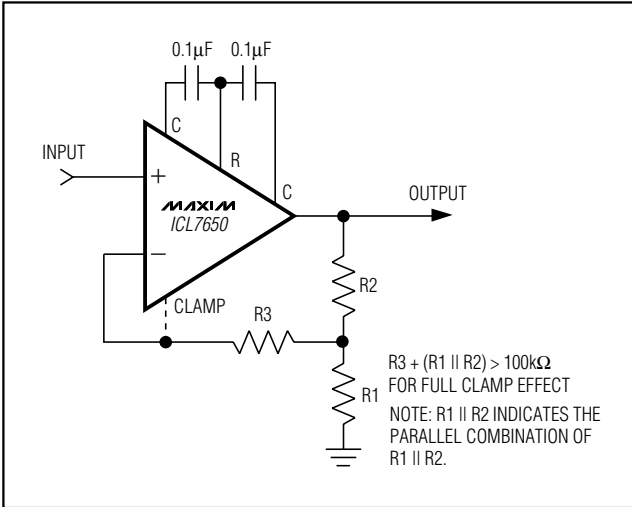 0.1µF 0.1µF
C
INPUT
R
+
C
MAXIM
OUTPUT
ICL7650
−
R2
CLAMP
R3
R3 + (R1 || R2) > 100kΩ
R1 FOR FULL CLAMP EFFECT
NOTE: R1 || R2 INDICATES THE
PARALLEL COMBINATION OF
R1 || R2.